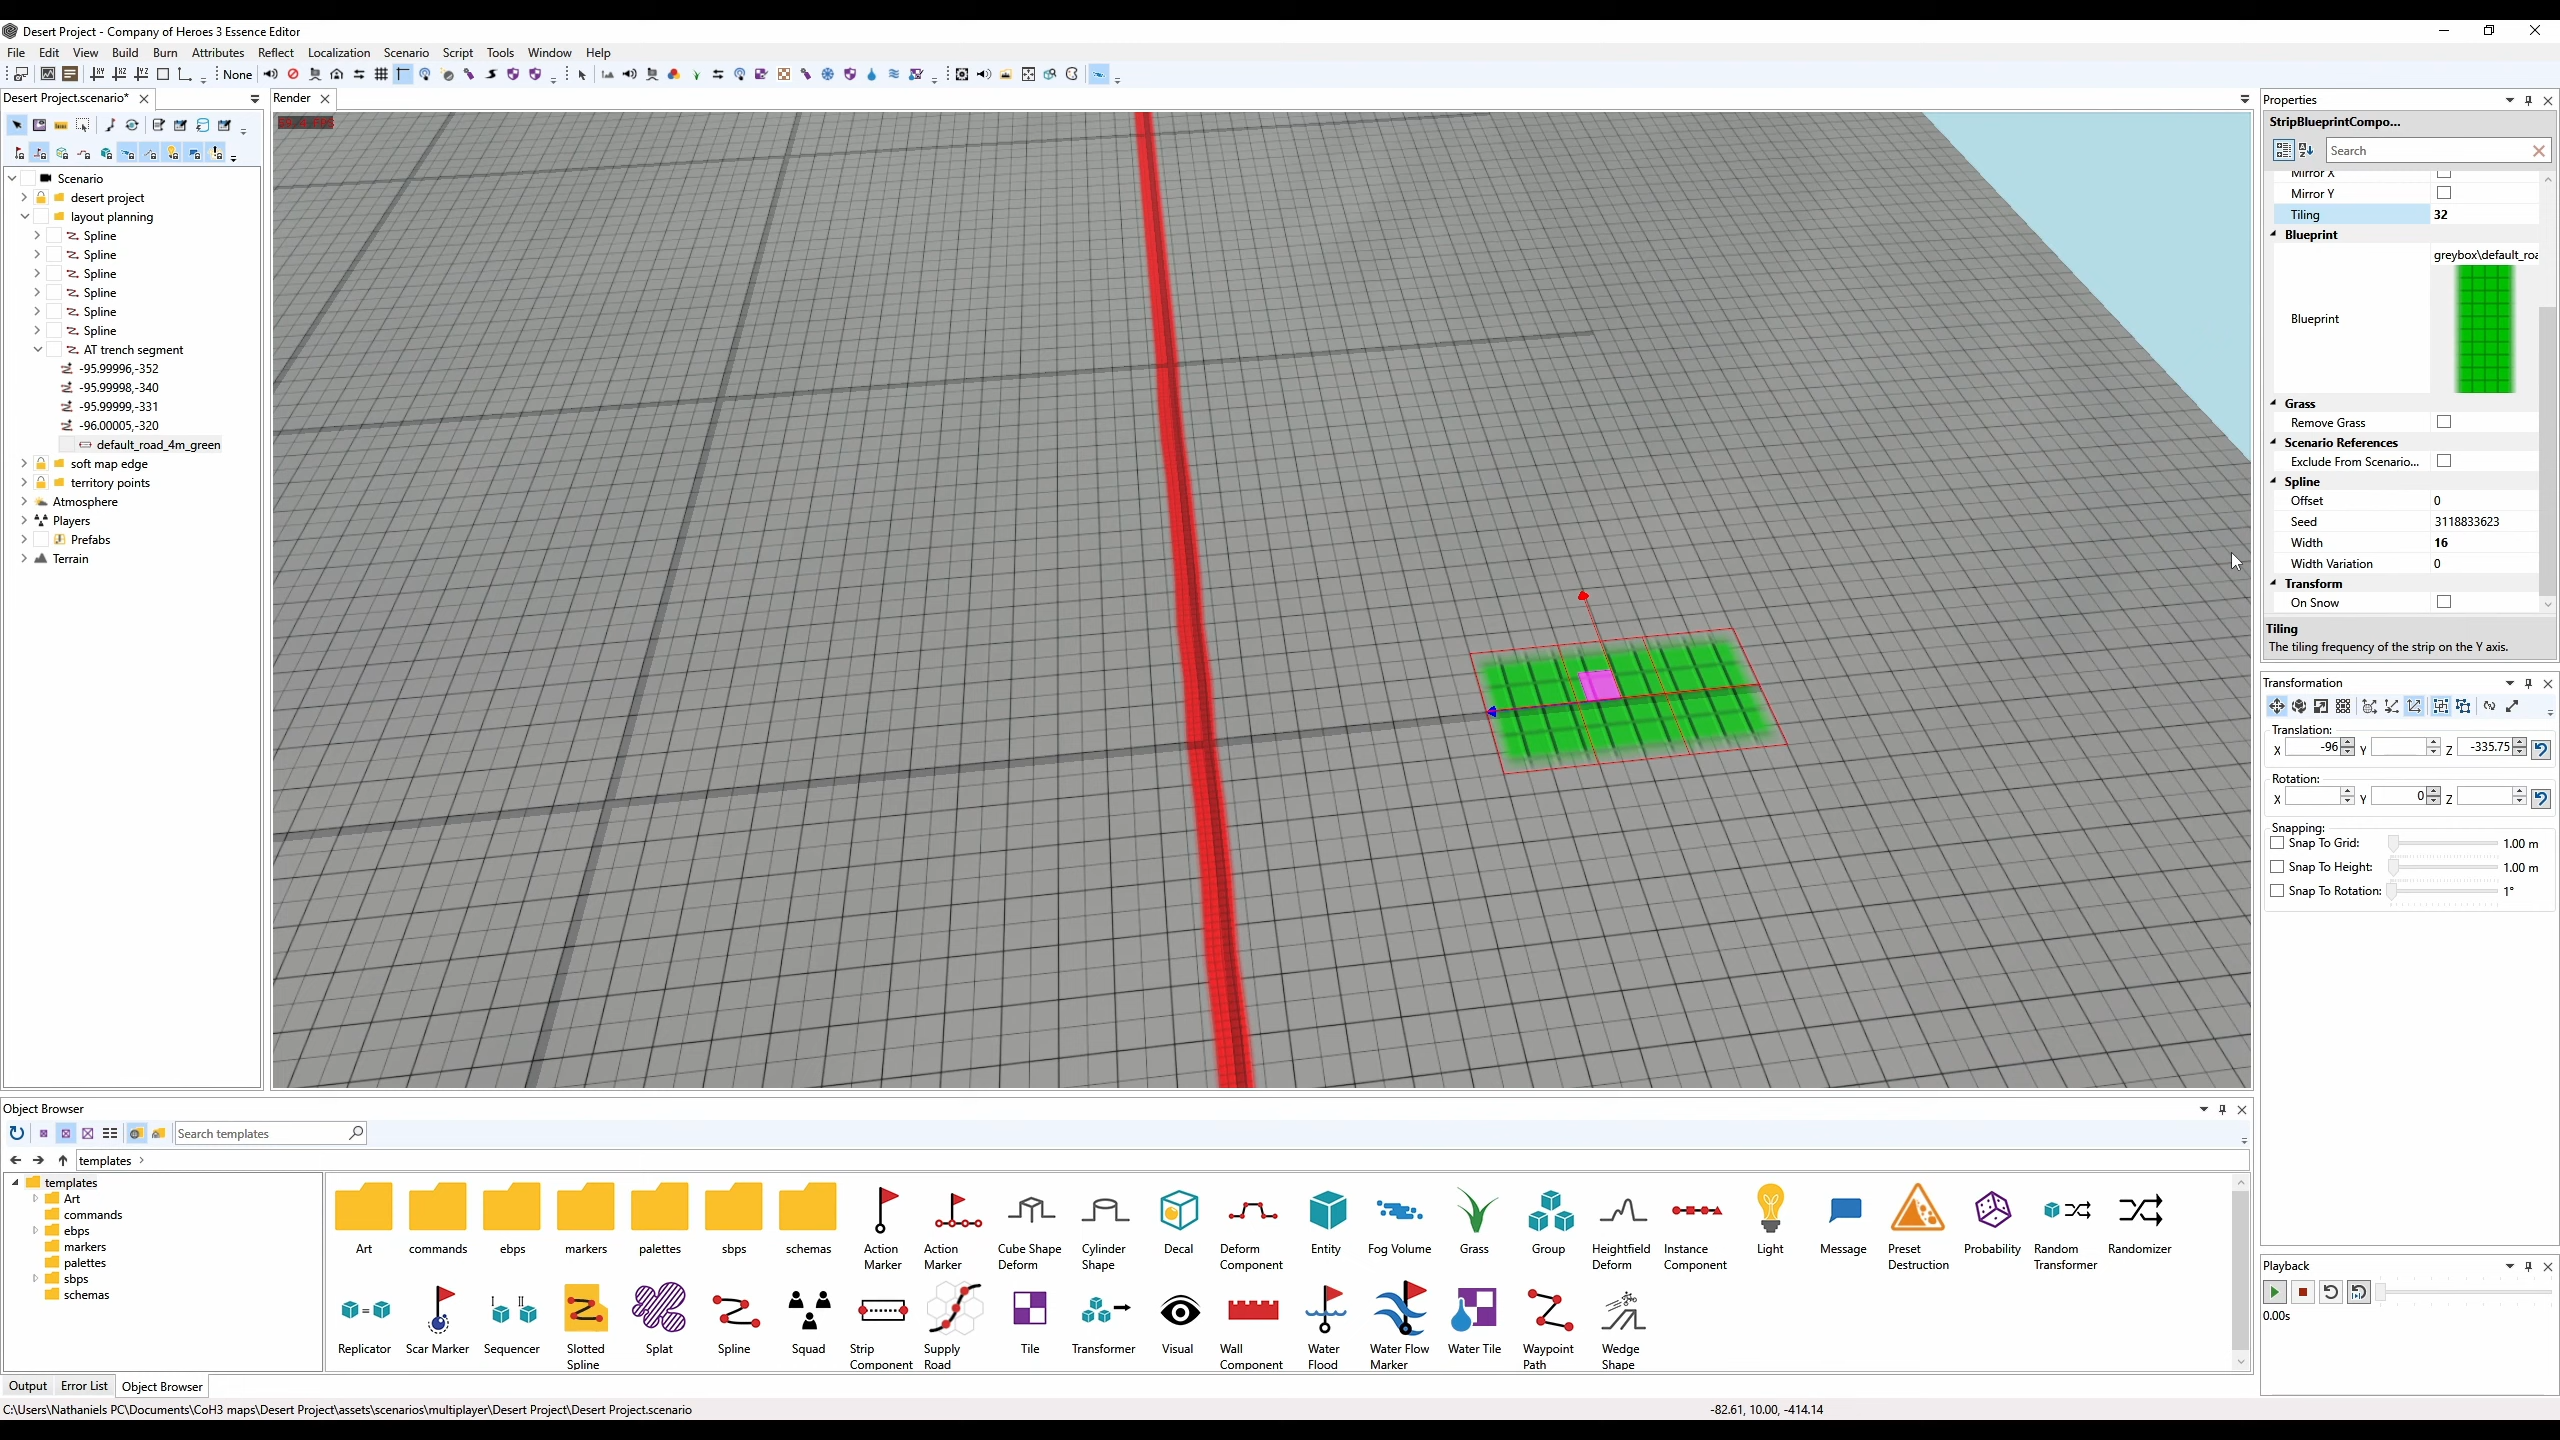 Desert Project - Company of Heroes 3 Essence Editor
File Edit View Build Burn Attributes Reflect Localization Scenario Script Tools Window Help
None
Desert Project.scenario*
Render
Properties
StripBlueprintCompo...
Search
Scenario
desert project
layout planning
Spline
Spline
Spline
Spline
Spline
Spline
AT trench segment
-95.99996,-352
-95.99998,-340
-95.99999,-331
-96.00005,-320
default_road_4m_green
soft map edge
territory points
Atmosphere
Players
Prefabs
Terrain
Mirror X
Mirror Y
Tiling 32
Blueprint
greybox\default_roa
Blueprint
Grass
Remove Grass
Scenario References
Exclude From Scenario...
Spline
Offset 0
Seed 3118833623
Width 16
Width Variation 0
Transform
On Snow
Tiling
The tiling frequency of the strip on the Y axis.
Transformation
Translation:
X -96 Y Z -335.75
Rotation:
X Y 0 Z
Snapping:
Snap To Grid: 1.00 m
Snap To Height: 1.00 m
Snap To Rotation: 1°
Object Browser
Search templates
templates
templates
Art
commands
ebps
markers
palettes
sbps
schemas
Art commands ebps markers palettes sbps schemas Action Marker Action Marker Cube Shape Deform Cylinder Shape Decal Deform Component Entity Fog Volume Grass Group Heightfield Deform Instance Component Light Message Preset Destruction Probability Random Transformer Randomizer
Replicator Scar Marker Sequencer Slotted Spline Splat Spline Squad Strip Component Supply Road Tile Transformer Visual Wall Component Water Flood Water Flow Marker Water Tile Waypoint Path Wedge Shape
Playback
0.00s
Output Error List Object Browser
C:\Users\Nathaniels PC\Documents\CoH3 maps\Desert Project\assets\scenarios\multiplayer\Desert Project\Desert Project.scenario
-82.61, 10.00, -414.14